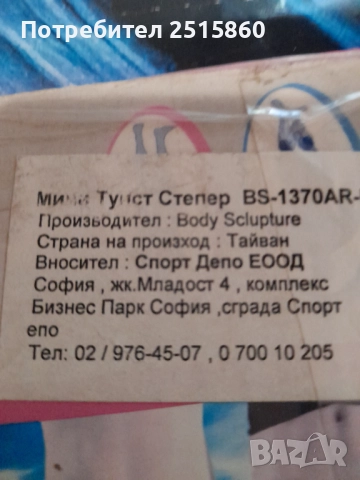 Потребител 2515860
Мини Туист Степер BS-1370AR-
Производител : Body Sclupture
Страна на произход : Тайван
Вносител : Спорт Депо ЕООД
София , жк.Младост 4 , комплекс
Бизнес Парк София ,сграда Спорт
епо
Тел: 02 / 976-45-07 , 0 700 10 205
BAZAR